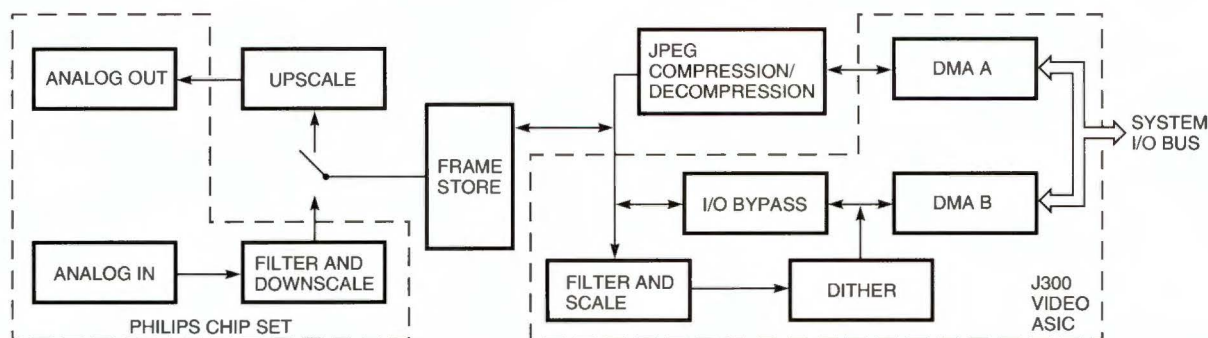 ANALOG OUT
UPSCALE
FRAME
STORE
JPEG
COMPRESSION/
DECOMPRESSION
DMA A
SYSTEM
I/O BUS
I/O BYPASS
DMA B
ANALOG IN
FILTER AND
DOWNSCALE
FILTER AND
SCALE
DITHER
PHILIPS CHIP SET
J300
VIDEO
ASIC